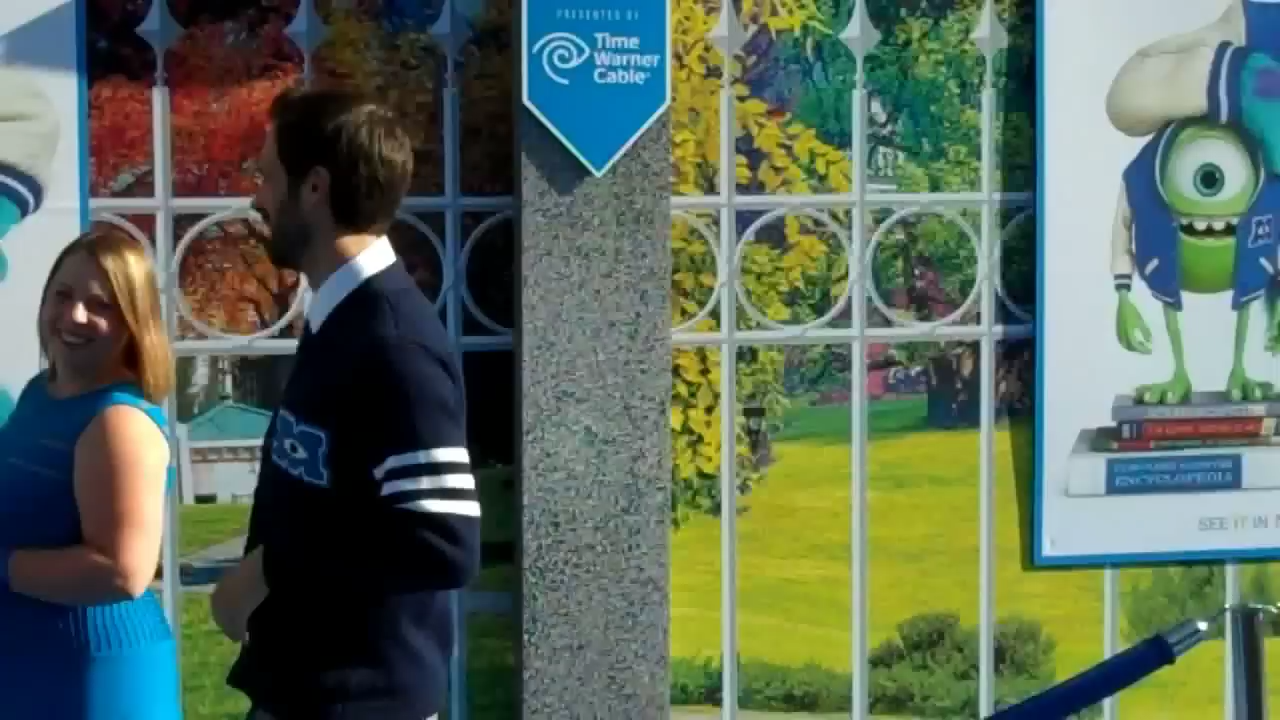 PRESENTED BY
Time
Warner
Cable
M
ENCYCLOPEDIA
SEE IT IN